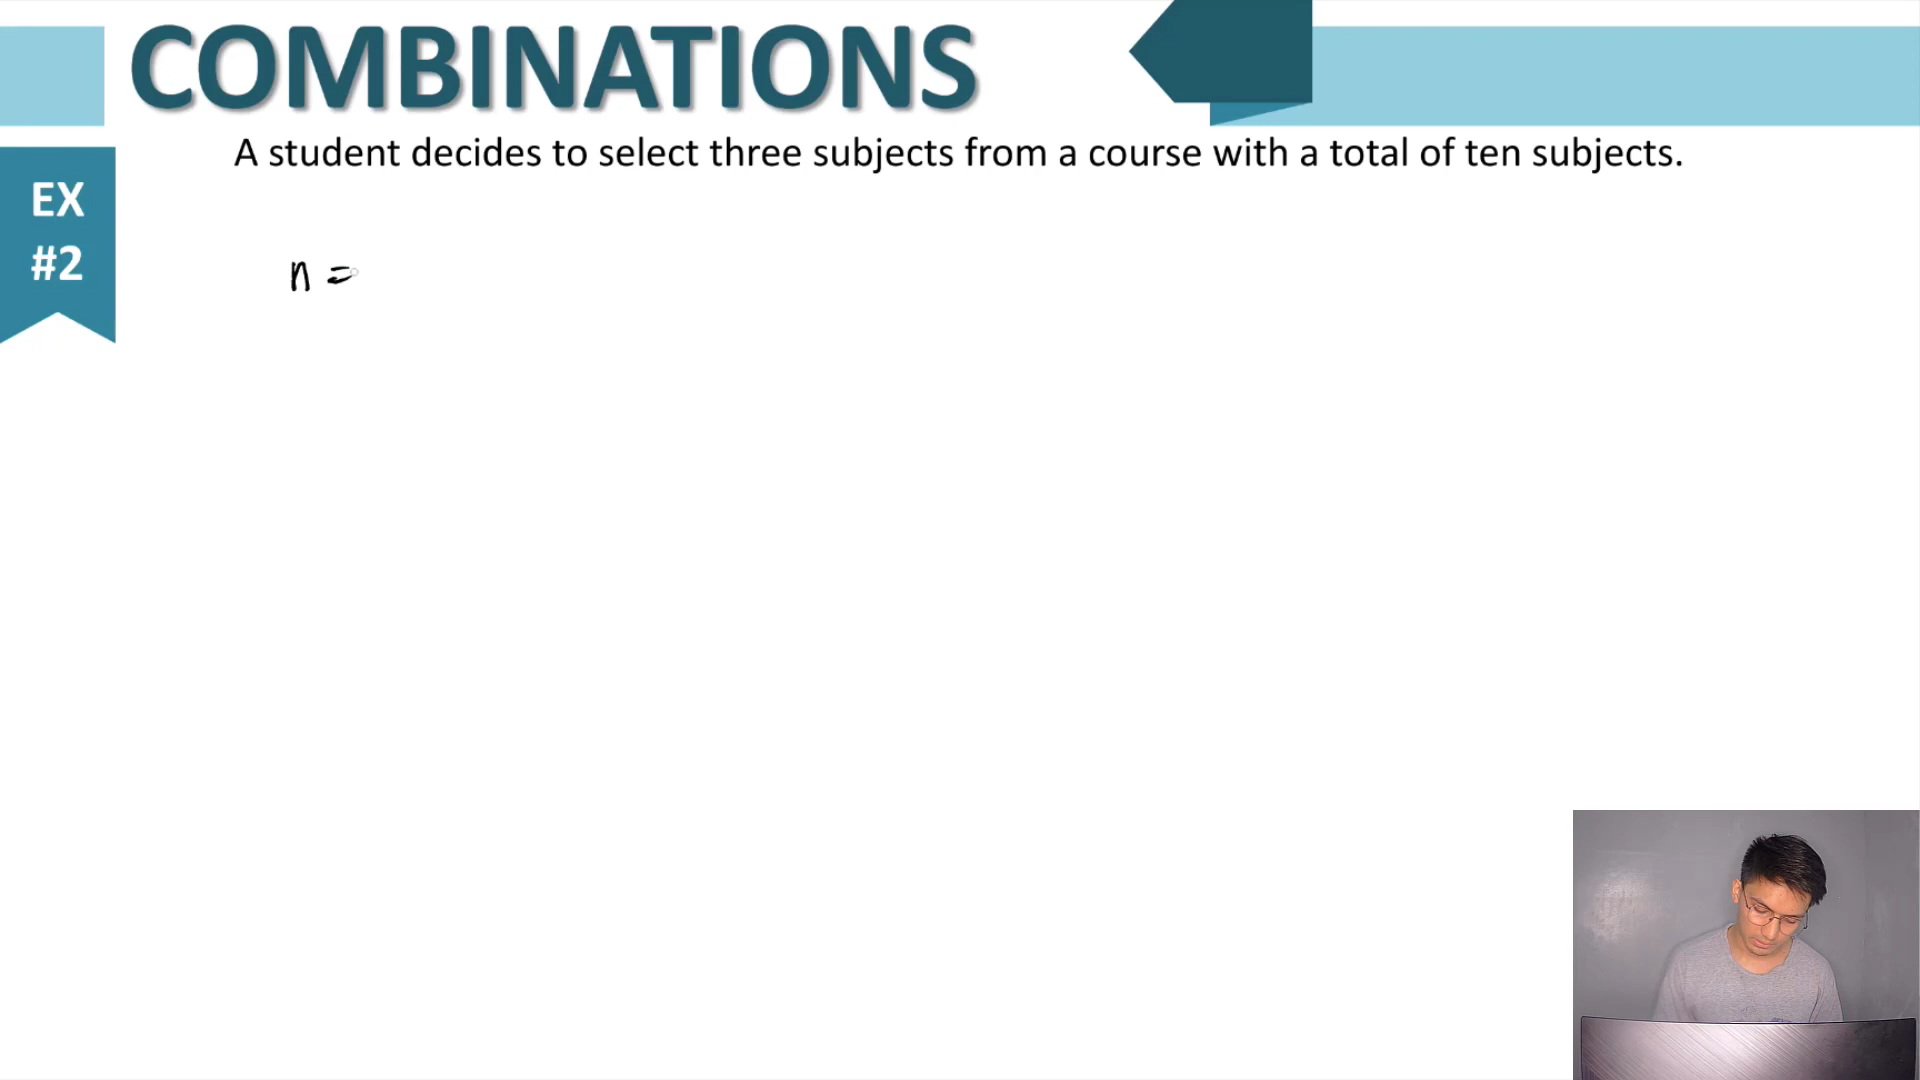 COMBINATIONS
A student decides to select three subjects from a course with a total of ten subjects.
EX
#2
n =